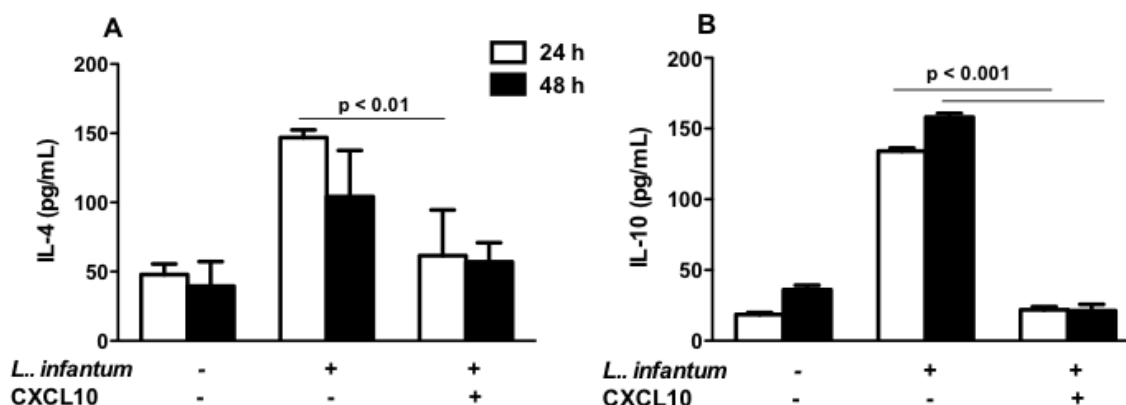 A
24 h
48 h
200
150
100
50
0
IL-4 (pg/mL)
p < 0.01
L.. infantum - + +
CXCL10 - - +
B
200
150
100
50
0
IL-10 (pg/mL)
p < 0.001
L.. infantum - + +
CXCL10 - - +